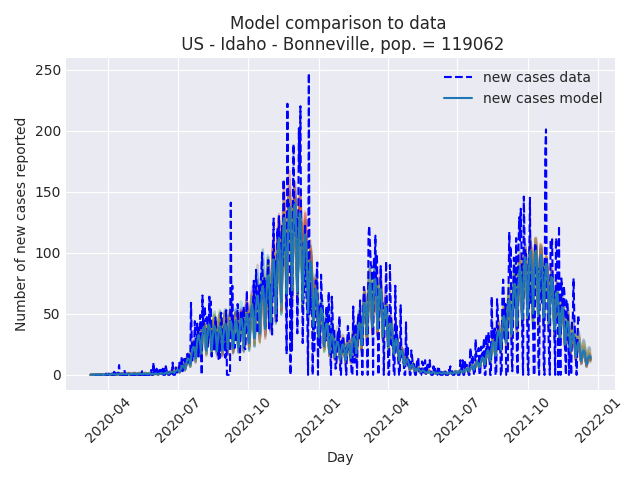 Model comparison to data
US - Idaho - Bonneville, pop. = 119062
new cases data
new cases model
Number of new cases reported
250
200
150
100
50
0
2020-04
2020-07
2020-10
2021-01
2021-04
2021-07
2021-10
2022-01
Day